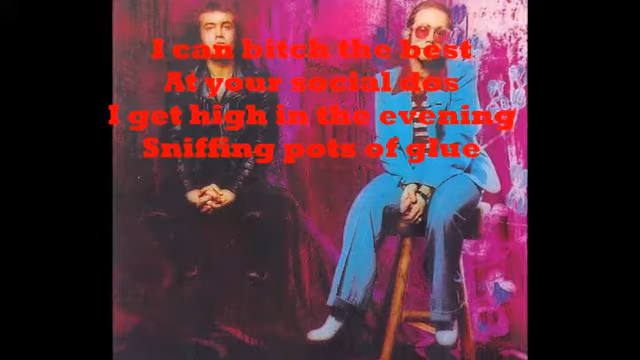 I can bitch the best
At your social dos
I get high in the evening
Sniffing pots of glue